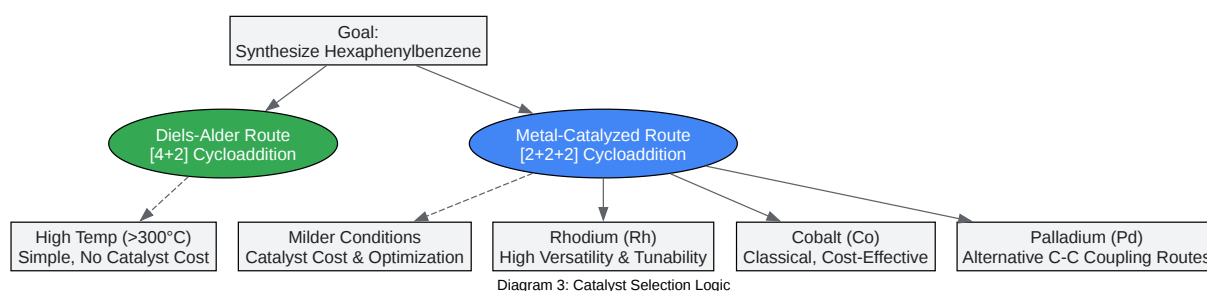 Goal:
Synthesize Hexaphenylbenzene
Diels-Alder Route
[4+2] Cycloaddition
Metal-Catalyzed Route
[2+2+2] Cycloaddition
High Temp (>300°C)
Simple, No Catalyst Cost
Milder Conditions
Catalyst Cost & Optimization
Rhodium (Rh)
High Versatility & Tunability
Cobalt (Co)
Classical, Cost-Effective
Palladium (Pd)
Alternative C-C Coupling Routes
Diagram 3: Catalyst Selection Logic